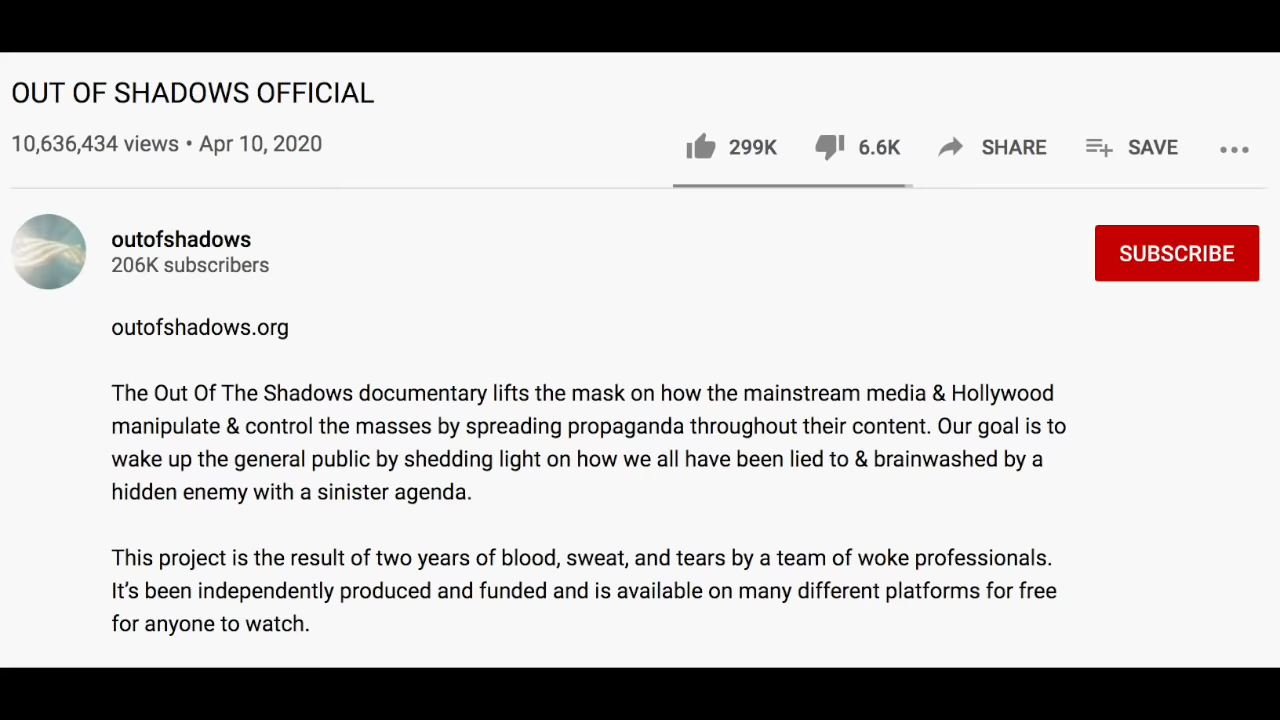 OUT OF SHADOWS OFFICIAL
10,636,434 views • Apr 10, 2020
299K 6.6K SHARE SAVE
outofshadows
206K subscribers
SUBSCRIBE
outofshadows.org
The Out Of The Shadows documentary lifts the mask on how the mainstream media & Hollywood
manipulate & control the masses by spreading propaganda throughout their content. Our goal is to
wake up the general public by shedding light on how we all have been lied to & brainwashed by a
hidden enemy with a sinister agenda.
This project is the result of two years of blood, sweat, and tears by a team of woke professionals.
It’s been independently produced and funded and is available on many different platforms for free
for anyone to watch.